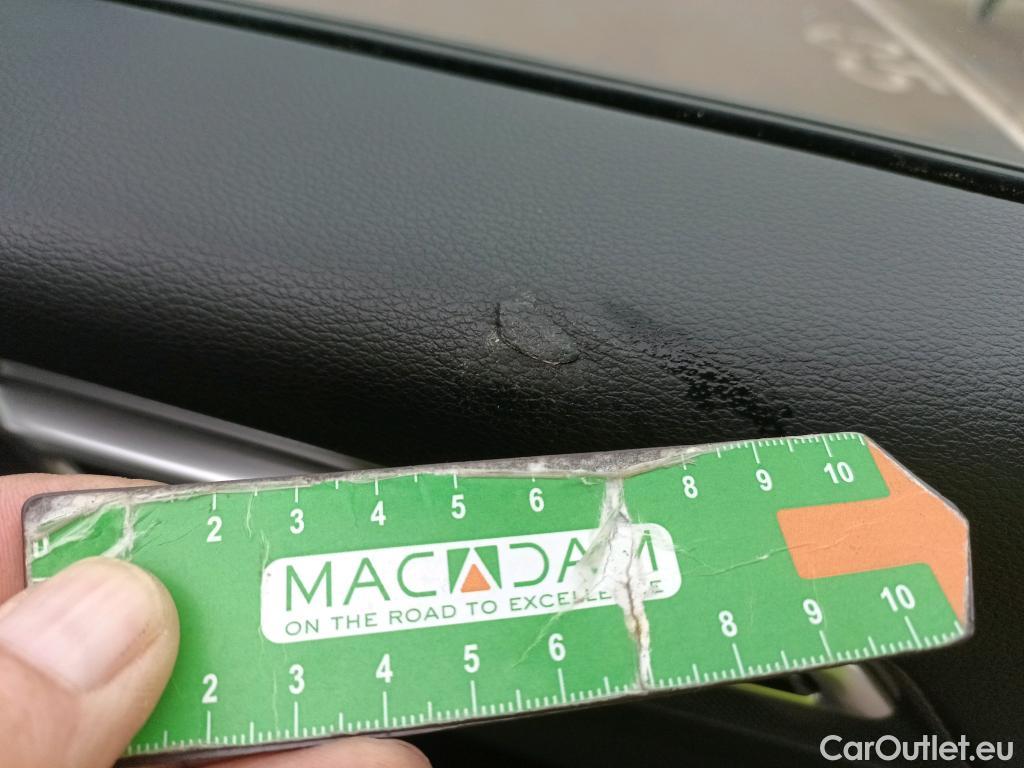 2 3 4 5 6 8 9 10
MACADAM
ON THE ROAD TO EXCELLENCE
2 3 4 5 6 8 9 10
CarOutlet.eu